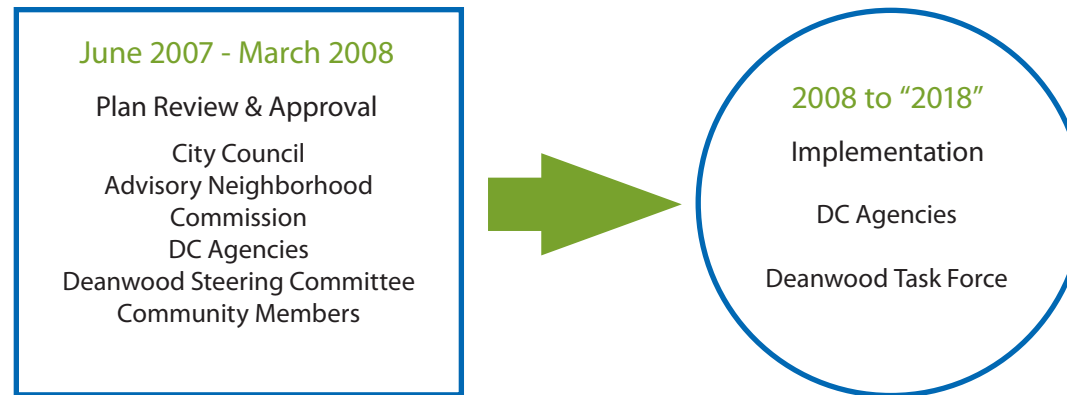 June 2007 - March 2008
Plan Review & Approval
City Council
Advisory Neighborhood
Commission
DC Agencies
Deanwood Steering Committee
Community Members
2008 to “2018”
Implementation
DC Agencies
Deanwood Task Force